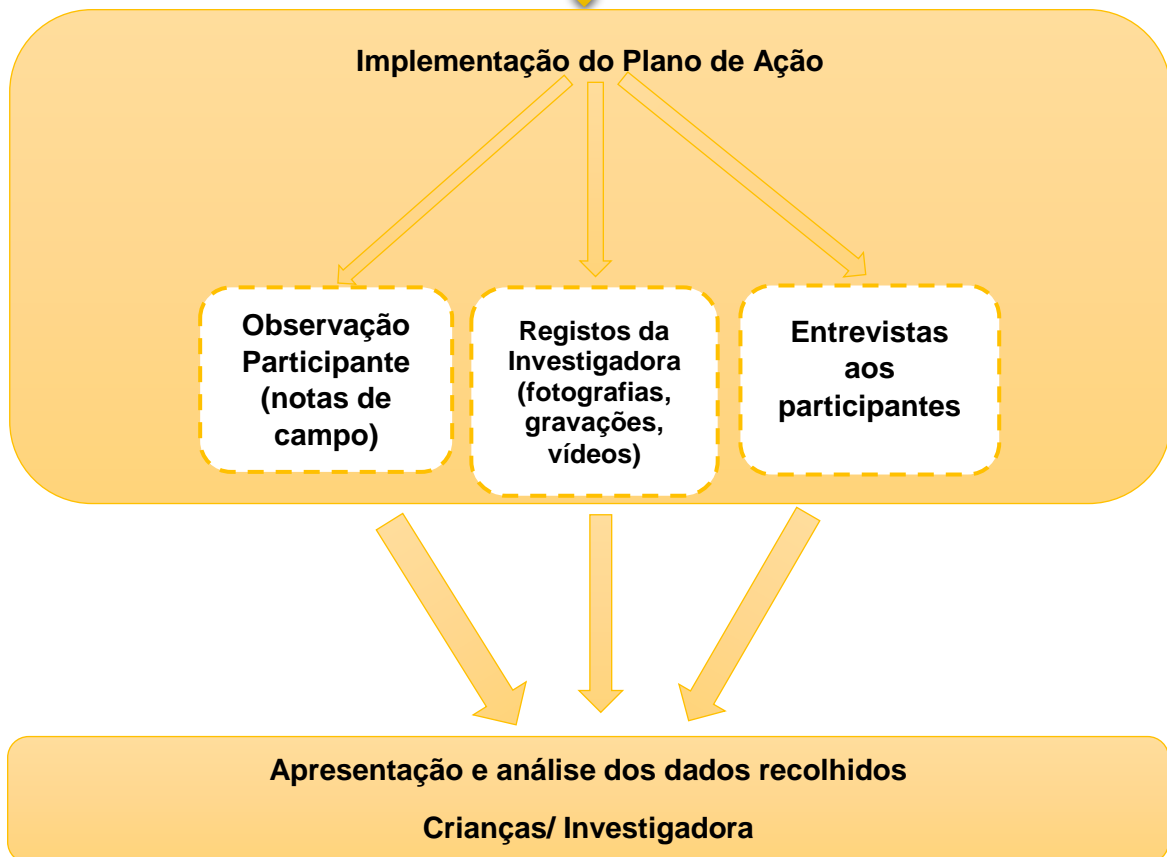 Implementação do Plano de Ação
Observação
Participante
(notas de
campo)
Registos da
Investigadora
(fotografias,
gravações,
vídeos)
Entrevistas
aos
participantes
Apresentação e análise dos dados recolhidos
Crianças/ Investigadora